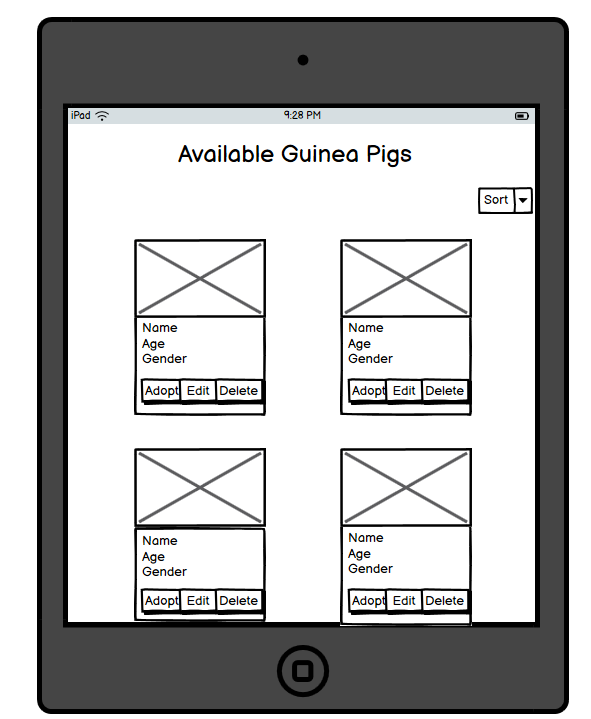 iPad 9:28 PM
Available Guinea Pigs
Sort
Name
Age
Gender
Adopt Edit Delete
Name
Age
Gender
Adopt Edit Delete
Name
Age
Gender
Adopt Edit Delete
Name
Age
Gender
Adopt Edit Delete